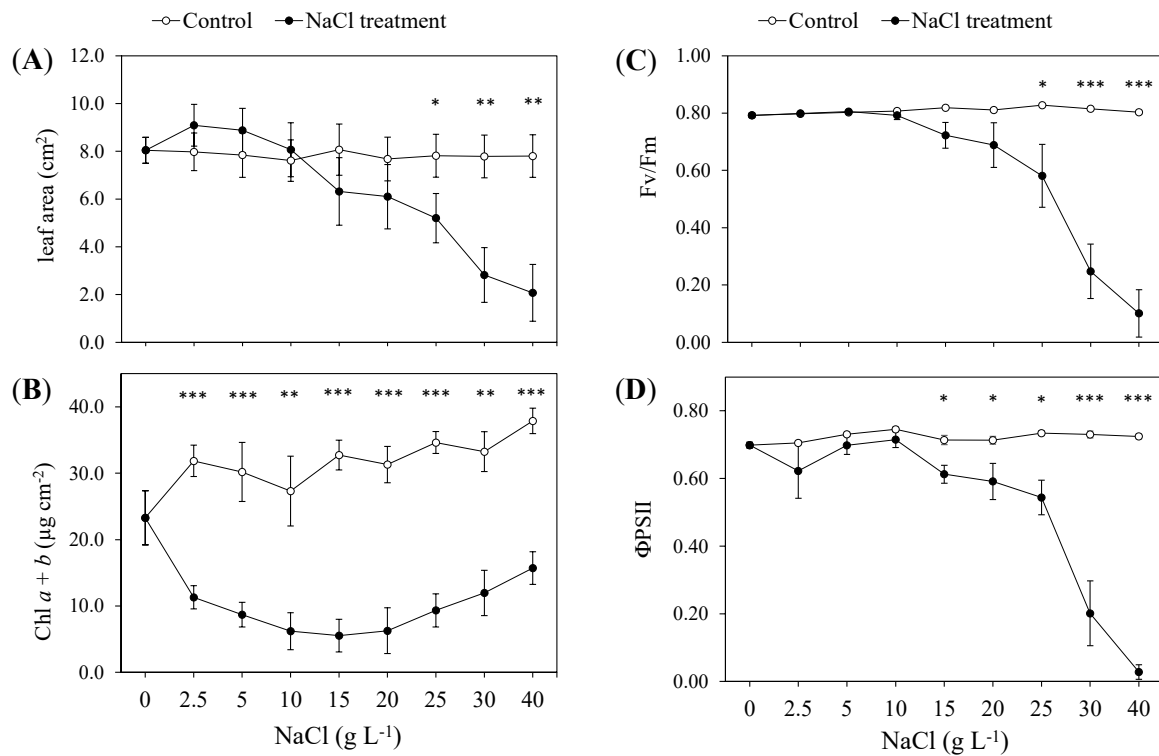 Control NaCl treatment
Control NaCl treatment
(A)
12.0
10.0
8.0
6.0
4.0
2.0
0.0
leaf area (cm²)
* ** **
(C)
1.00
0.80
0.60
0.40
0.20
0.00
Fv/Fm
* *** ***
(B)
40.0
30.0
20.0
10.0
0.0
Chl a + b (µg cm⁻²)
*** *** ** *** *** *** ** ***
0 2.5 5 10 15 20 25 30 40
NaCl (g L⁻¹)
(D)
0.80
0.60
0.40
0.20
0.00
ΦPSII
* * * *** ***
0 2.5 5 10 15 20 25 30 40
NaCl (g L⁻¹)